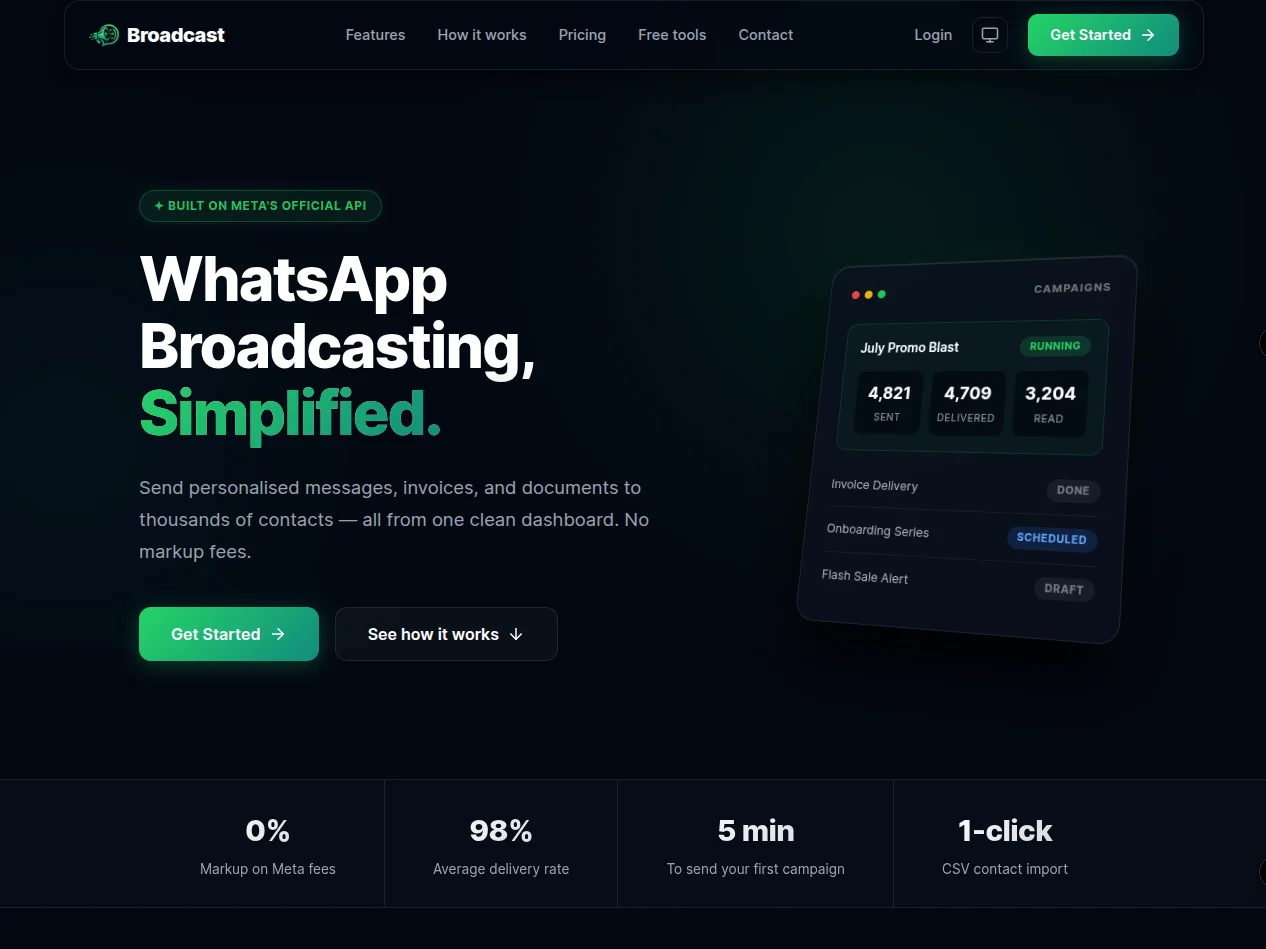 Broadcast
Features
How it works
Pricing
Free tools
Contact
Login
Get Started →
✦ BUILT ON META'S OFFICIAL API
WhatsApp
Broadcasting,
Simplified.
Send personalised messages, invoices, and documents to
thousands of contacts — all from one clean dashboard. No
markup fees.
Get Started →
See how it works ↓
CAMPAIGNS
July Promo Blast
RUNNING
4,821
SENT
4,709
DELIVERED
3,204
READ
Invoice Delivery
DONE
Onboarding Series
SCHEDULED
Flash Sale Alert
DRAFT
0%
Markup on Meta fees
98%
Average delivery rate
5 min
To send your first campaign
1-click
CSV contact import